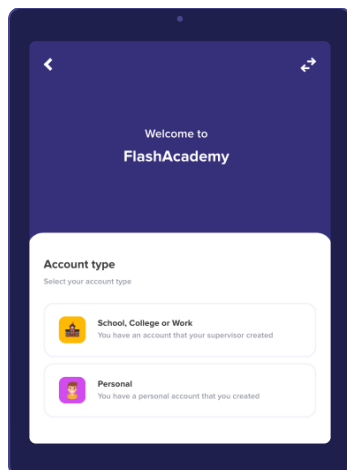 Welcome to
FlashAcademy
Account type
Select your account type
School, College or Work
You have an account that your supervisor created
Personal
You have a personal account that you created